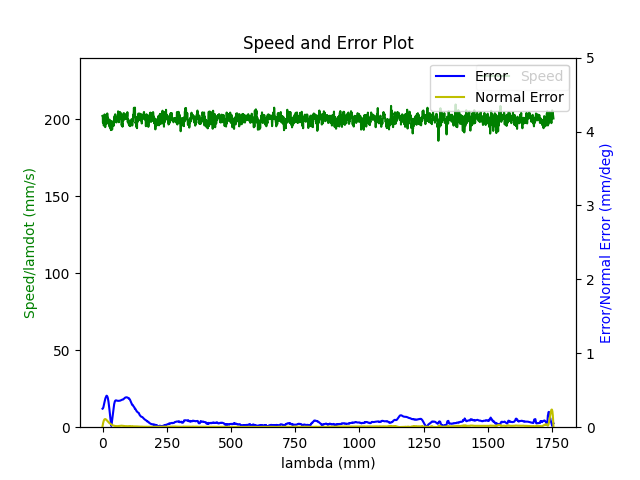 Speed and Error Plot
5
Error Speed
Normal Error
200
4
150
3
100
2
50
1
0
0
0 250 500 750 1000 1250 1500 1750
lambda (mm)
Speed/lamdot (mm/s)
Error/Normal Error (mm/deg)